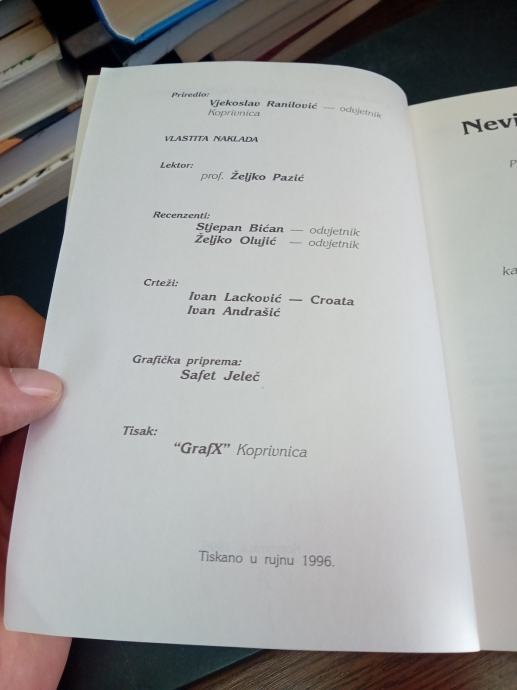 Priredio:
Vjekoslav Ranilović — odvjetnik
Koprivnica
VLASTITA NAKLADA
Lektor:
prof. Željko Pazić
Recenzenti:
Stjepan Bićan — odvjetnik
Željko Olujić — odvjetnik
Crteži:
Ivan Lacković — Croata
Ivan Andrašić
Grafička priprema:
Safet Jeleč
Tisak:
“GrafX” Koprivnica
Tiskano u rujnu 1996.
Nevi
P
ka